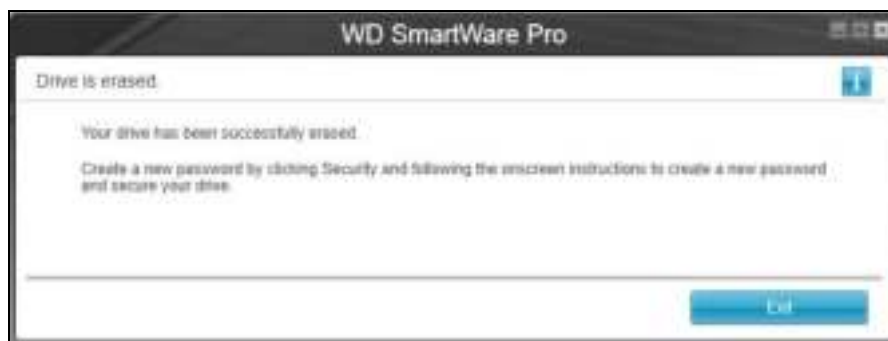 WD SmartWare Pro
Drive is erased.
Your drive has been successfully erased.
Create a new password by clicking Security and following the onscreen instructions to create a new password
and secure your drive.
Exit